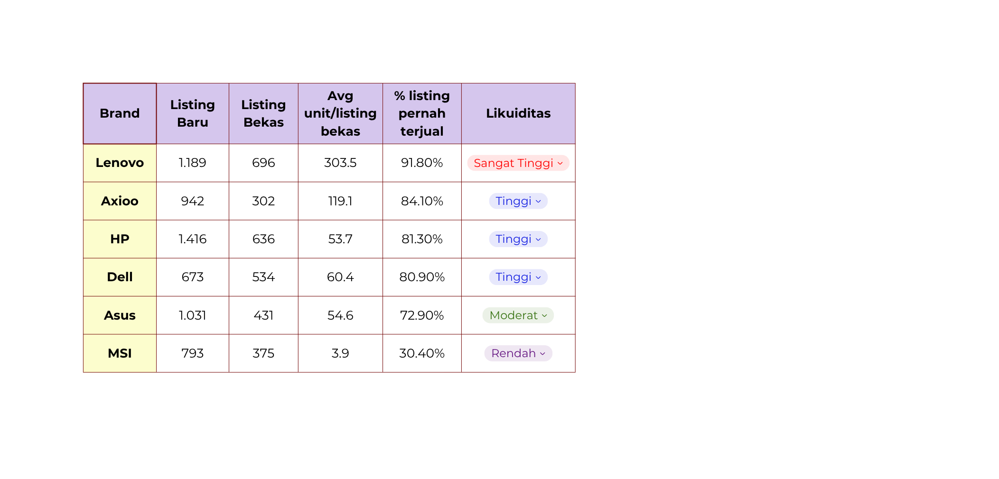 Brand
Listing
Baru
Listing
Bekas
Avg
unit/listing
bekas
% listing
pernah
terjual
Likuiditas
Lenovo 1.189 696 303.5 91.80% Sangat Tinggi
Axioo 942 302 119.1 84.10% Tinggi
HP 1.416 636 53.7 81.30% Tinggi
Dell 673 534 60.4 80.90% Tinggi
Asus 1.031 431 54.6 72.90% Moderat
MSI 793 375 3.9 30.40% Rendah